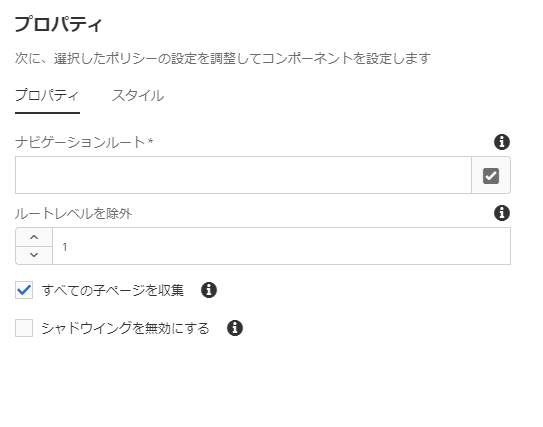 プロパティ
次に、選択したポリシーの設定を調整してコンポーネントを設定します
プロパティ スタイル
ナビゲーションルート *
ルートレベルを除外
1
すべての子ページを収集
シャドウイングを無効にする